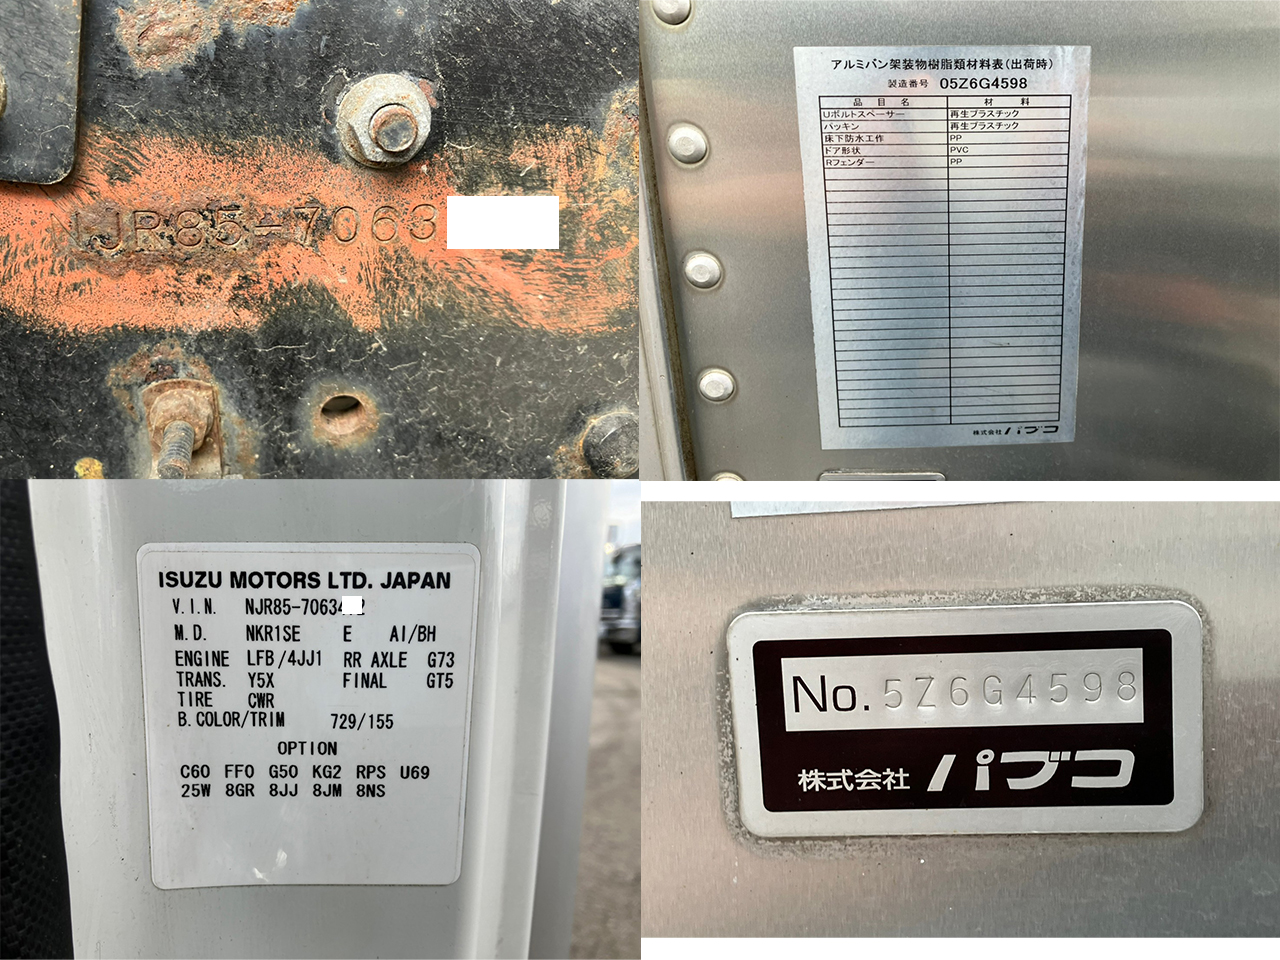 NJR85-7063
アルミバン架装物樹脂類材料表(出荷時)
製造番号 05Z6G4598
品 目 名 材 料
Uボルトスペーサー 再生プラスチック
パッキン 再生プラスチック
床下防水工作 PP
ドア形状 PVC
Rフェンダー PP
株式会社 パブコ
ISUZU MOTORS LTD. JAPAN
V.I.N. NJR85-7063
M.D. NKR1SE E AI/BH
ENGINE LFB/4JJ1 RR AXLE G73
TRANS. Y5X FINAL GT5
TIRE CWR
B.COLOR/TRIM 729/155
OPTION
C60 FF0 G50 KG2 RPS U69
25W 8GR 8JJ 8JM 8NS
No. 5Z6G4598
株式会社 パブコ